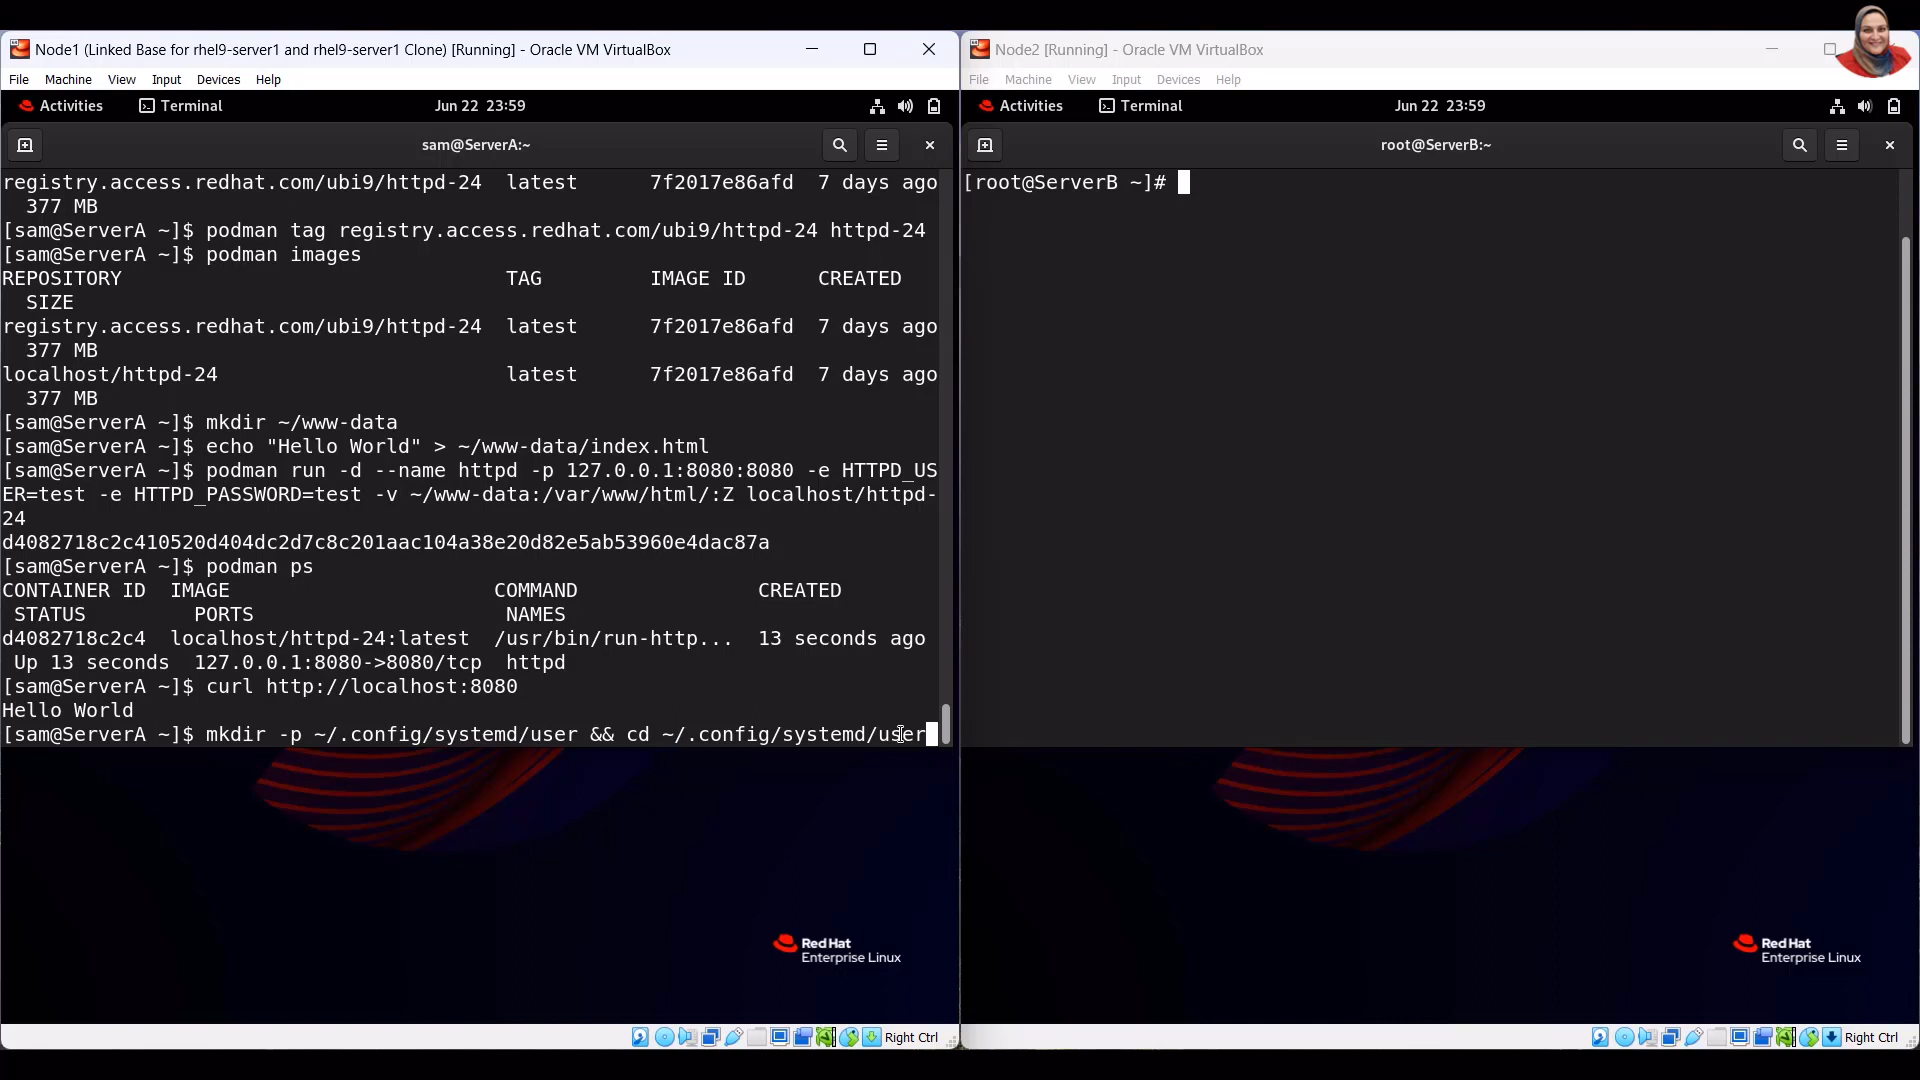 Node1 (Linked Base for rhel9-server1 and rhel9-server1 Clone) [Running] - Oracle VM VirtualBox
File Machine View Input Devices Help
Activities Terminal Jun 22 23:59
sam@ServerA:~
registry.access.redhat.com/ubi9/httpd-24 latest 7f2017e86afd 7 days ago
377 MB
[sam@ServerA ~]$ podman tag registry.access.redhat.com/ubi9/httpd-24 httpd-24
[sam@ServerA ~]$ podman images
REPOSITORY TAG IMAGE ID CREATED
SIZE
registry.access.redhat.com/ubi9/httpd-24 latest 7f2017e86afd 7 days ago
377 MB
localhost/httpd-24 latest 7f2017e86afd 7 days ago
377 MB
[sam@ServerA ~]$ mkdir ~/www-data
[sam@ServerA ~]$ echo "Hello World" > ~/www-data/index.html
[sam@ServerA ~]$ podman run -d --name httpd -p 127.0.0.1:8080:8080 -e HTTPD_US
ER=test -e HTTPD_PASSWORD=test -v ~/www-data:/var/www/html/:Z localhost/httpd-
24
d4082718c2c410520d404dc2d7c8c201aac104a38e20d82e5ab53960e4dac87a
[sam@ServerA ~]$ podman ps
CONTAINER ID IMAGE COMMAND CREATED
STATUS PORTS NAMES
d4082718c2c4 localhost/httpd-24:latest /usr/bin/run-http... 13 seconds ago
Up 13 seconds 127.0.0.1:8080->8080/tcp httpd
[sam@ServerA ~]$ curl http://localhost:8080
Hello World
[sam@ServerA ~]$ mkdir -p ~/.config/systemd/user && cd ~/.config/systemd/user
Red Hat
Enterprise Linux
Right Ctrl
Node2 [Running] - Oracle VM VirtualBox
File Machine View Input Devices Help
Activities Terminal Jun 22 23:59
root@ServerB:~
[root@ServerB ~]#
Red Hat
Enterprise Linux
Right Ctrl